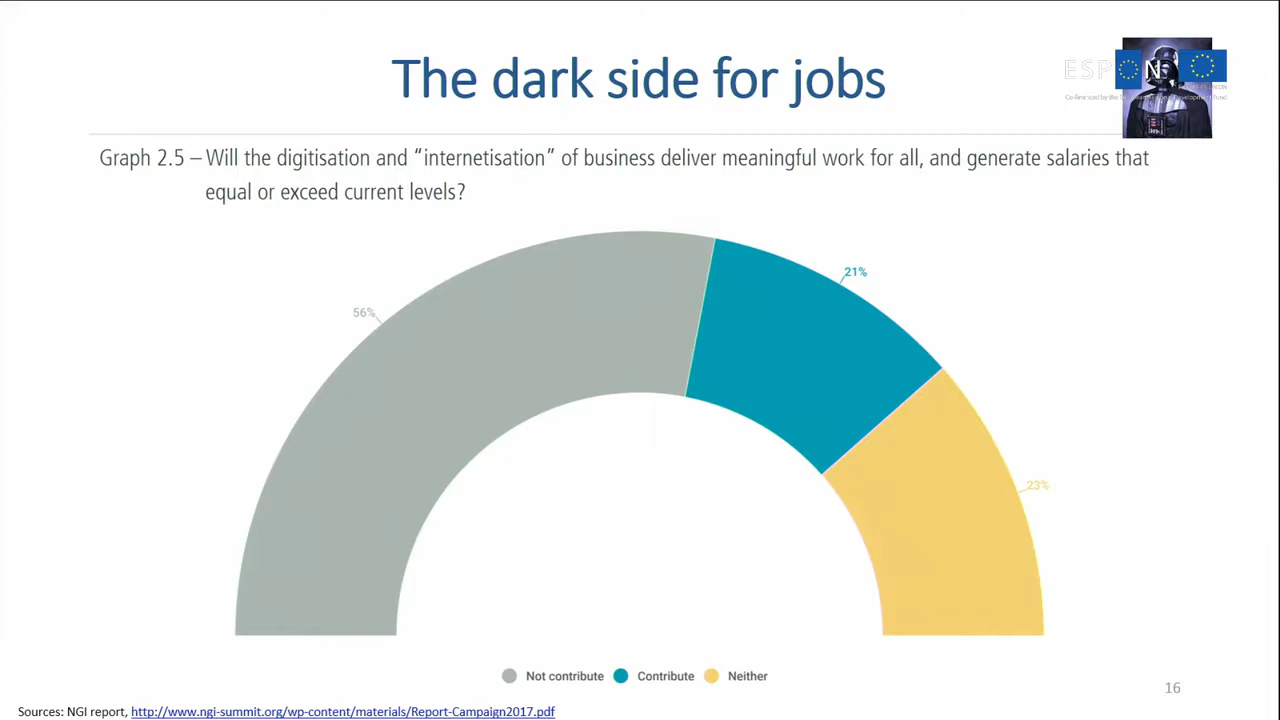 The dark side for jobs
ESPON
Graph 2.5 – Will the digitisation and “internetisation” of business deliver meaningful work for all, and generate salaries that
equal or exceed current levels?
56%
21%
23%
Not contribute
Contribute
Neither
16
Sources: NGI report, http://www.ngi-summit.org/wp-content/materials/Report-Campaign2017.pdf